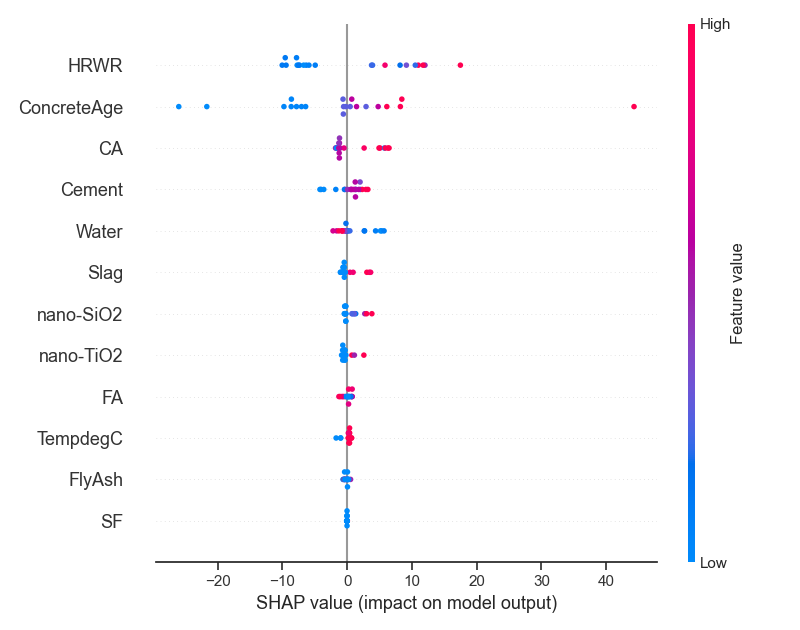 High
HRWR
ConcreteAge
CA
Cement
Water
Slag
nano-SiO2
nano-TiO2
FA
TempdegC
FlyAsh
SF
Feature value
Low
−20 −10 0 10 20 30 40
SHAP value (impact on model output)